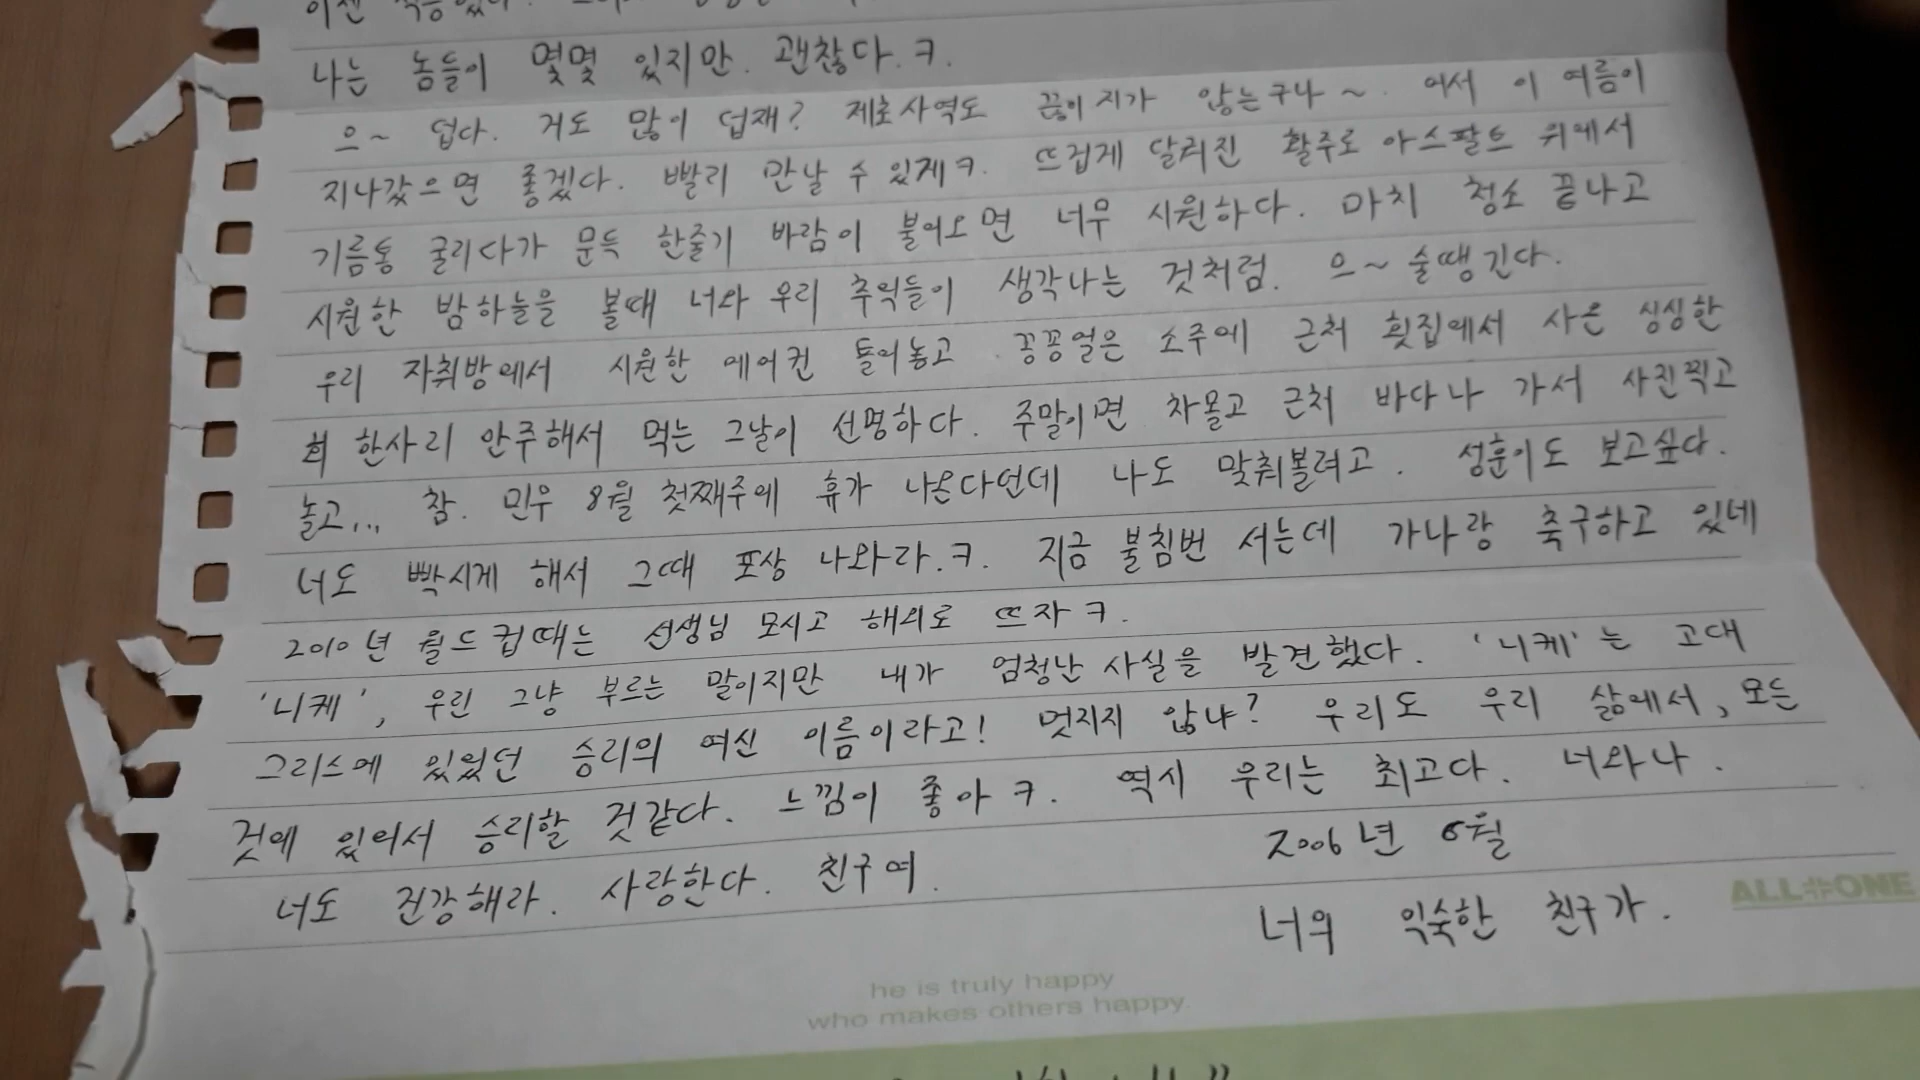 나는 놈들이 몇몇 있지만. 괜찮다.ㅋ.
으~ 덥다. 거도 많이 덥재? 제초사역도 끊이지가 않는구나~. 어서 이 여름이
지나갔으면 좋겠다. 빨리 만날 수 있게ㅋ. 뜨겁게 달궈진 활주로 아스팔트 위에서
기름통 굴리다가 문득 한줄기 바람이 불어오면 너무 시원하다. 마치 청소 끝나고
시원한 밤하늘을 볼때 너와 우리 추억들이 생각나는 것처럼. 으~ 술땡긴다.
우리 자취방에서 시원한 에어컨 틀어놓고 꽁꽁얼은 소주에 근처 횟집에서 사온 싱싱한
회 한사리 안주해서 먹는 그날이 선명하다. 주말이면 차몰고 근처 바다나 가서 사진찍고
놀고... 참. 민우 8월 첫째주에 휴가 나온다던데 나도 맞춰볼려고. 성훈이도 보고싶다.
너도 빡시게 해서 그때 포상 나와라.ㅋ. 지금 불침번 서는데 가나랑 축구하고 있네
2010년 월드컵때는 선생님 모시고 해외로 뜨자ㅋ.
'니케', 우린 그냥 부르는 말이지만 내가 엄청난 사실을 발견했다. '니케'는 고대
그리스에 있었던 승리의 여신 이름이라고! 멋지지 않냐? 우리도 우리 삶에서, 모든
것에 있어서 승리할 것같다. 느낌이 좋아ㅋ. 역시 우리는 최고다. 너와나.
너도 건강해라. 사랑한다. 친구여.
2006년 6월
너의 익숙한 친구가.
ALL#ONE
he is truly happy
who makes others happy.